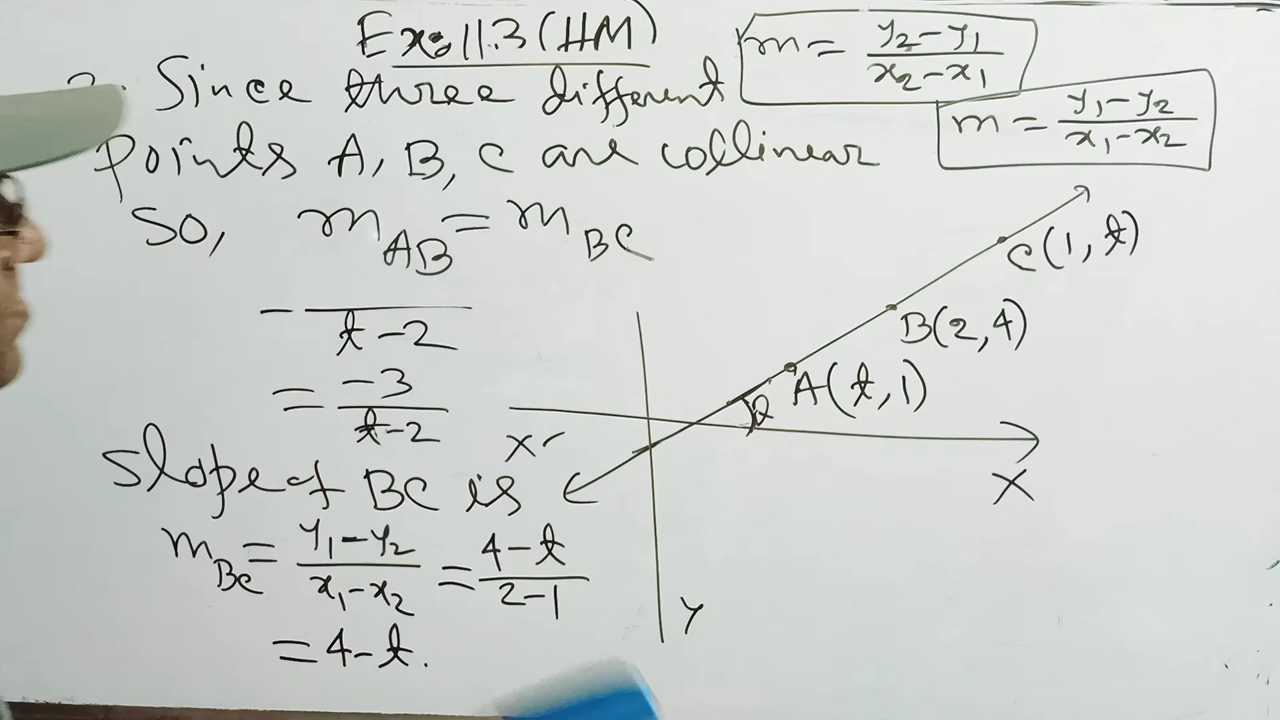 Ex: 11.3 (HM)
m = y₂-y₁ / x₂-x₁
m = y₁-y₂ / x₁-x₂
Since three different
points A, B, C are collinear
So, m_AB = m_BC
t-2
= -3 / t-2
Slope of BC is
m_BC = y₁-y₂ / x₁-x₂ = 4-t / 2-1
= 4-t.
C(1, t)
B(2, 4)
A(t, 1)
X
Y